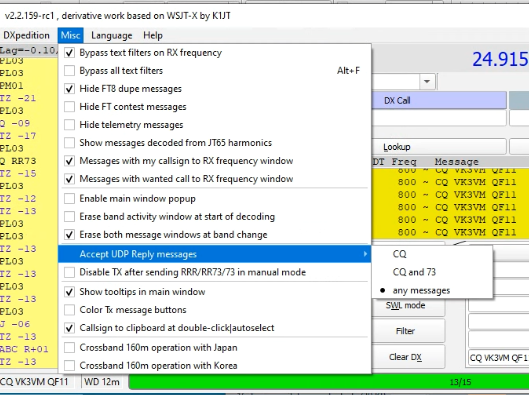 v2.2.159-rc1 , derivative work based on WSJT-X by K1JT
DXpedition Misc Language Help
Lag=-0.10/
24.915
PL03
PL03
PM01
TZ -21
PL03
Q -09
TZ -17
PL03
Q RR73
TZ -15
PL03
TZ -12
TZ -13
PL03
PL03
TZ -13
PL03
TZ -13
PL03
TZ -13
PL03
J -06
TZ -13
ABC R+01
TZ -13
Bypass text filters on RX frequency
Bypass all text filters Alt+F
Hide FT8 dupe messages
Hide FT contest messages
Hide telemetry messages
Show messages decoded from JT65 harmonics
Messages with my callsign to RX frequency window
Messages with wanted call to RX frequency window
Enable main window popup
Erase band activity window at start of decoding
Erase both message windows at band change
Accept UDP Reply messages
Disable TX after sending RRR/RR73/73 in manual mode
Show tooltips in main window
Color Tx message buttons
Callsign to clipboard at double-click|autoselect
Crossband 160m operation with Japan
Crossband 160m operation with Korea
CQ
CQ and 73
any messages
DX Call
Lookup
DT Freq Message
800 ~ CQ VK3VM QF11
800 ~ CQ VK3VM QF11
800 ~ CQ VK3VM QF11
800 ~ CQ VK3VM QF11
800 ~ CQ VK3VM QF11
800 ~ CQ VK3VM QF11
SWL mode
Filter
Clear DX
CQ VK3VM QF11
CQ VK3VM QF11 WD 12m 13/15